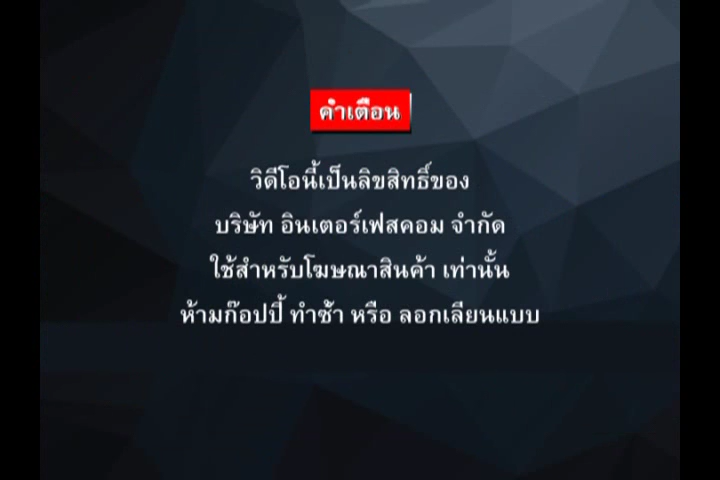 คำเตือน
วิดีโอนี้เป็นลิขสิทธิ์ของ
บริษัท อินเตอร์เฟสคอม จำกัด
ใช้สำหรับโฆษณาสินค้า เท่านั้น
ห้ามก๊อปปี้ ทำซ้ำ หรือ ลอกเลียนแบบ